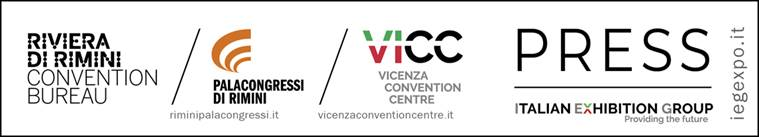 RIVIERA
DI RIMINI
CONVENTION
BUREAU
PALACONGRESSI
DI RIMINI
riminipalacongressi.it
VICC
VICENZA
CONVENTION
CENTRE
vicenzaconventioncentre.it
PRESS
ITALIAN EXHIBITION GROUP
Providing the future
iegexpo.it